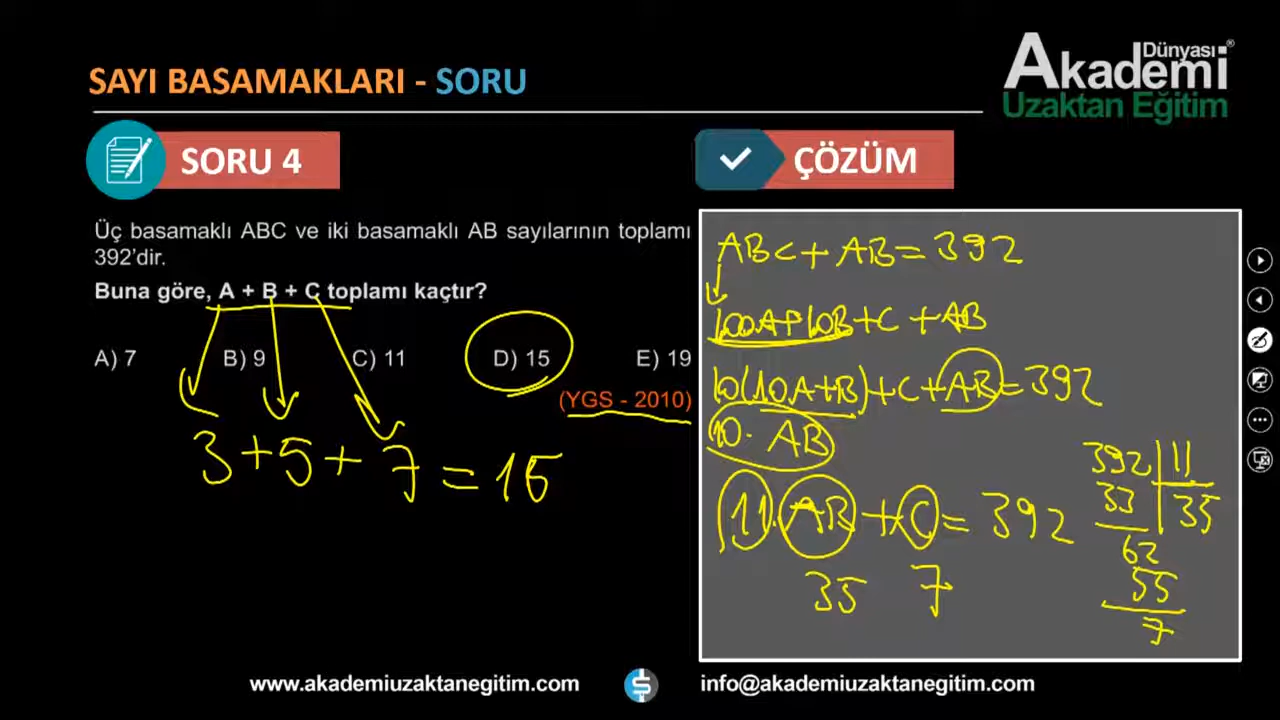 SAYI BASAMAKLARI - SORU
Dünyası®
Akademi
Uzaktan Eğitim
SORU 4
Üç basamaklı ABC ve iki basamaklı AB sayılarının toplamı
392'dir.
Buna göre, A + B + C toplamı kaçtır?
A) 7 B) 9 C) 11 D) 15 E) 19
(YGS - 2010)
3+5+7=15
ÇÖZÜM
ABC+AB=392
100A+10B+C+AB
10(10A+B)+C+AB=392
10.AB
11.AB+C=392
35 7
392 11
33 35
62
55
7
www.akademiuzaktanegitim.com
info@akademiuzaktanegitim.com